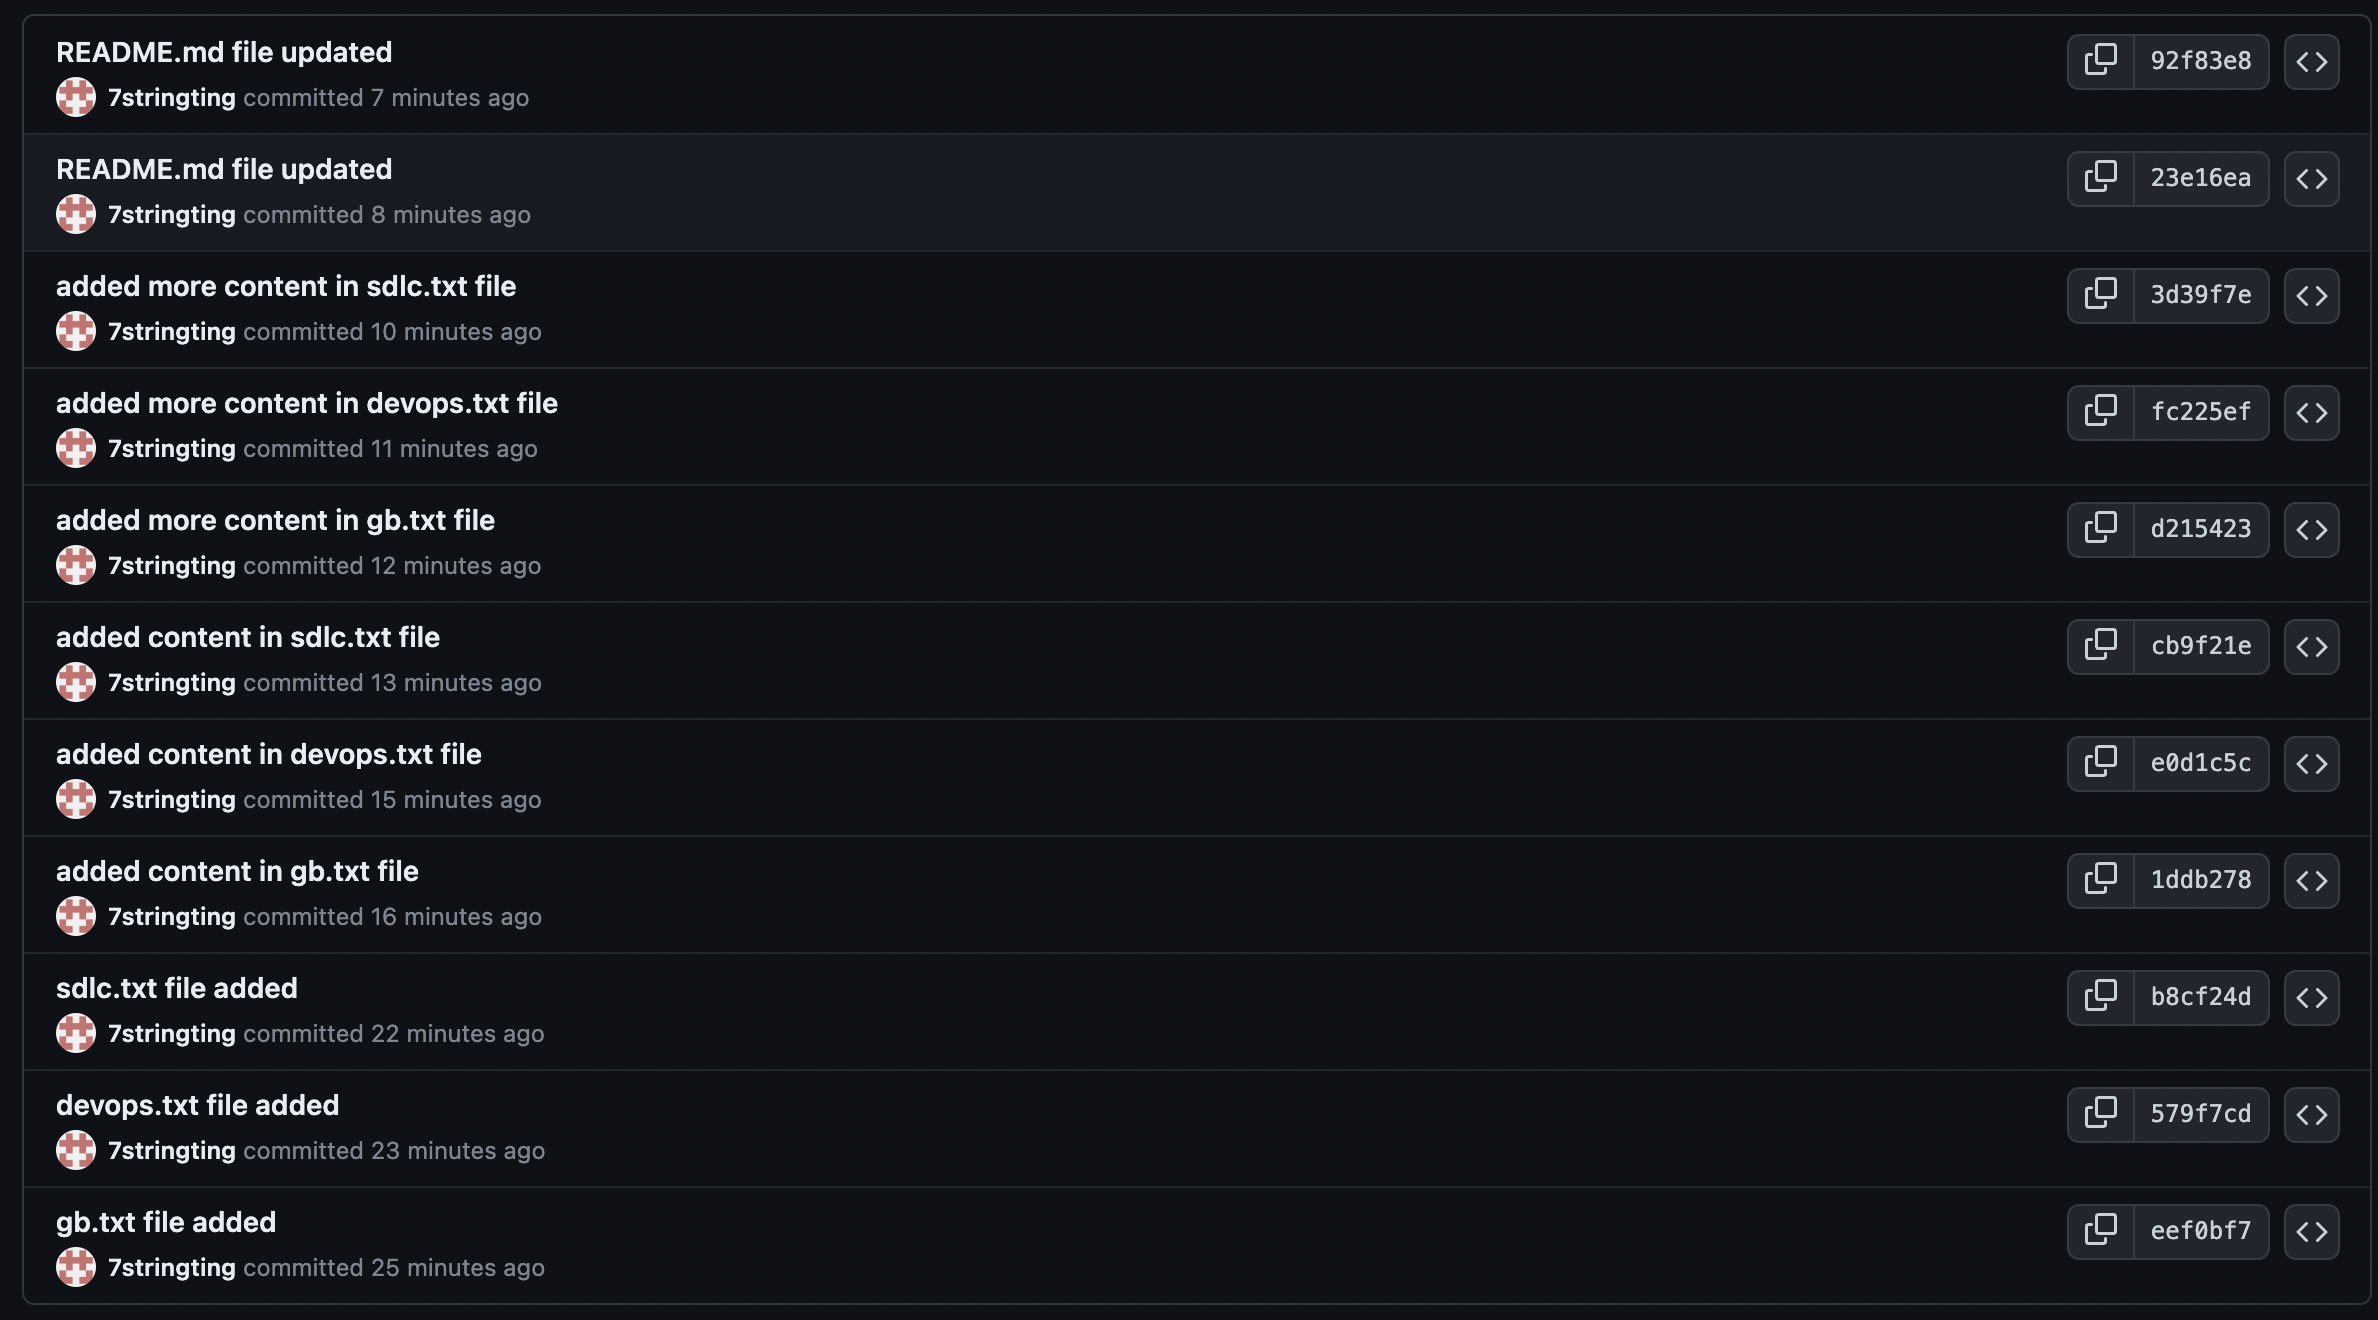 README.md file updated
92f83e8
7stringting committed 7 minutes ago
README.md file updated
23e16ea
7stringting committed 8 minutes ago
added more content in sdlc.txt file
3d39f7e
7stringting committed 10 minutes ago
added more content in devops.txt file
fc225ef
7stringting committed 11 minutes ago
added more content in gb.txt file
d215423
7stringting committed 12 minutes ago
added content in sdlc.txt file
cb9f21e
7stringting committed 13 minutes ago
added content in devops.txt file
e0d1c5c
7stringting committed 15 minutes ago
added content in gb.txt file
1ddb278
7stringting committed 16 minutes ago
sdlc.txt file added
b8cf24d
7stringting committed 22 minutes ago
devops.txt file added
579f7cd
7stringting committed 23 minutes ago
gb.txt file added
eef0bf7
7stringting committed 25 minutes ago